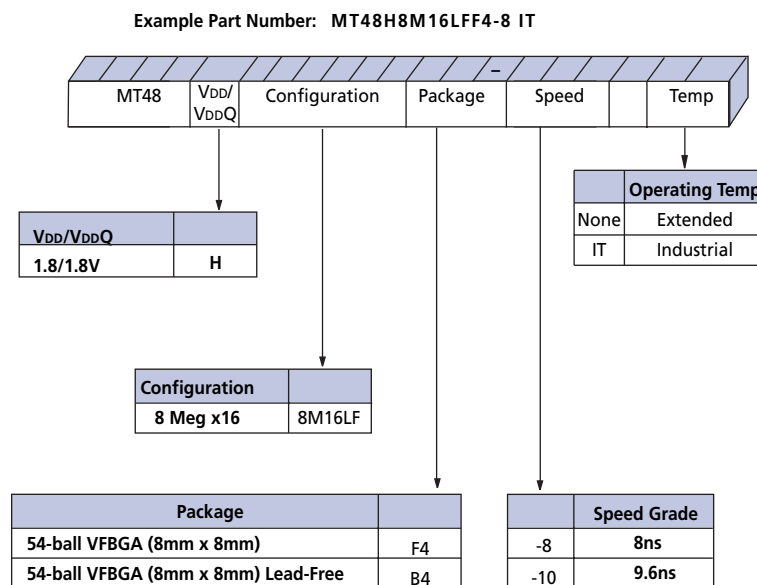 Example Part Number: MT48H8M16LFF4-8 IT
–
MT48
VDD/
VDDQ
Configuration
Package
Speed
Temp
Operating Temp
None Extended
IT Industrial
VDD/VDDQ
1.8/1.8V H
Configuration
8 Meg x16 8M16LF
Package
54-ball VFBGA (8mm x 8mm) F4
54-ball VFBGA (8mm x 8mm) Lead-Free B4
Speed Grade
-8 8ns
-10 9.6ns